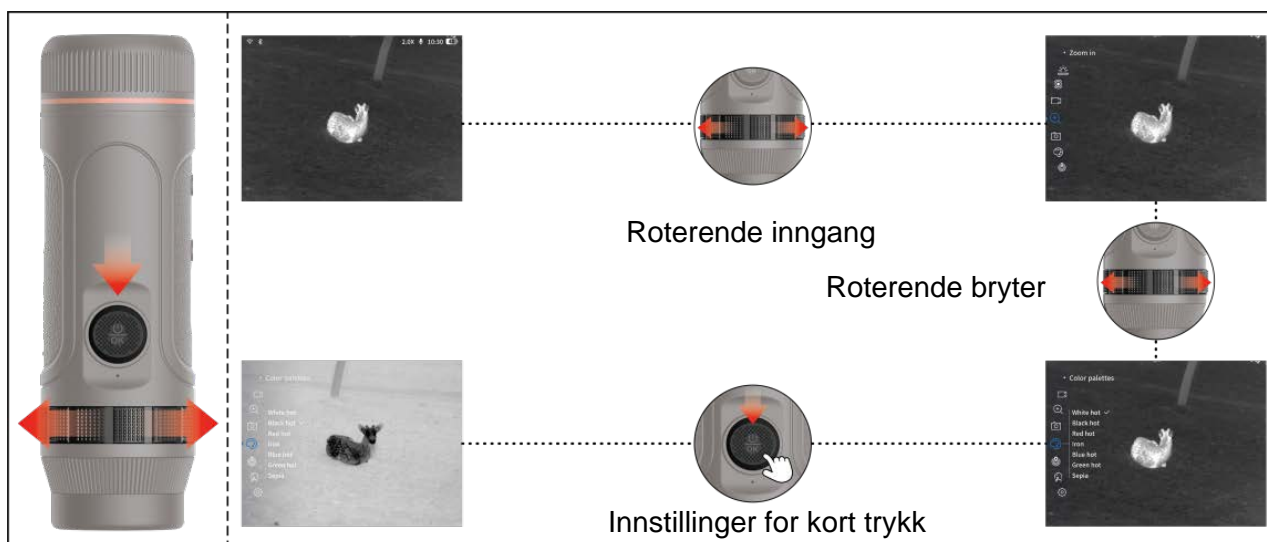 2.0X 10:30
Zoom in
Roterende inngang
Roterende bryter
OK
Color palettes
White hot
Black hot
Red hot
Iron
Blue hot
Green hot
Sepia
OK
Color palettes
White hot
Black hot
Red hot
Iron
Blue hot
Green hot
Sepia
Innstillinger for kort trykk